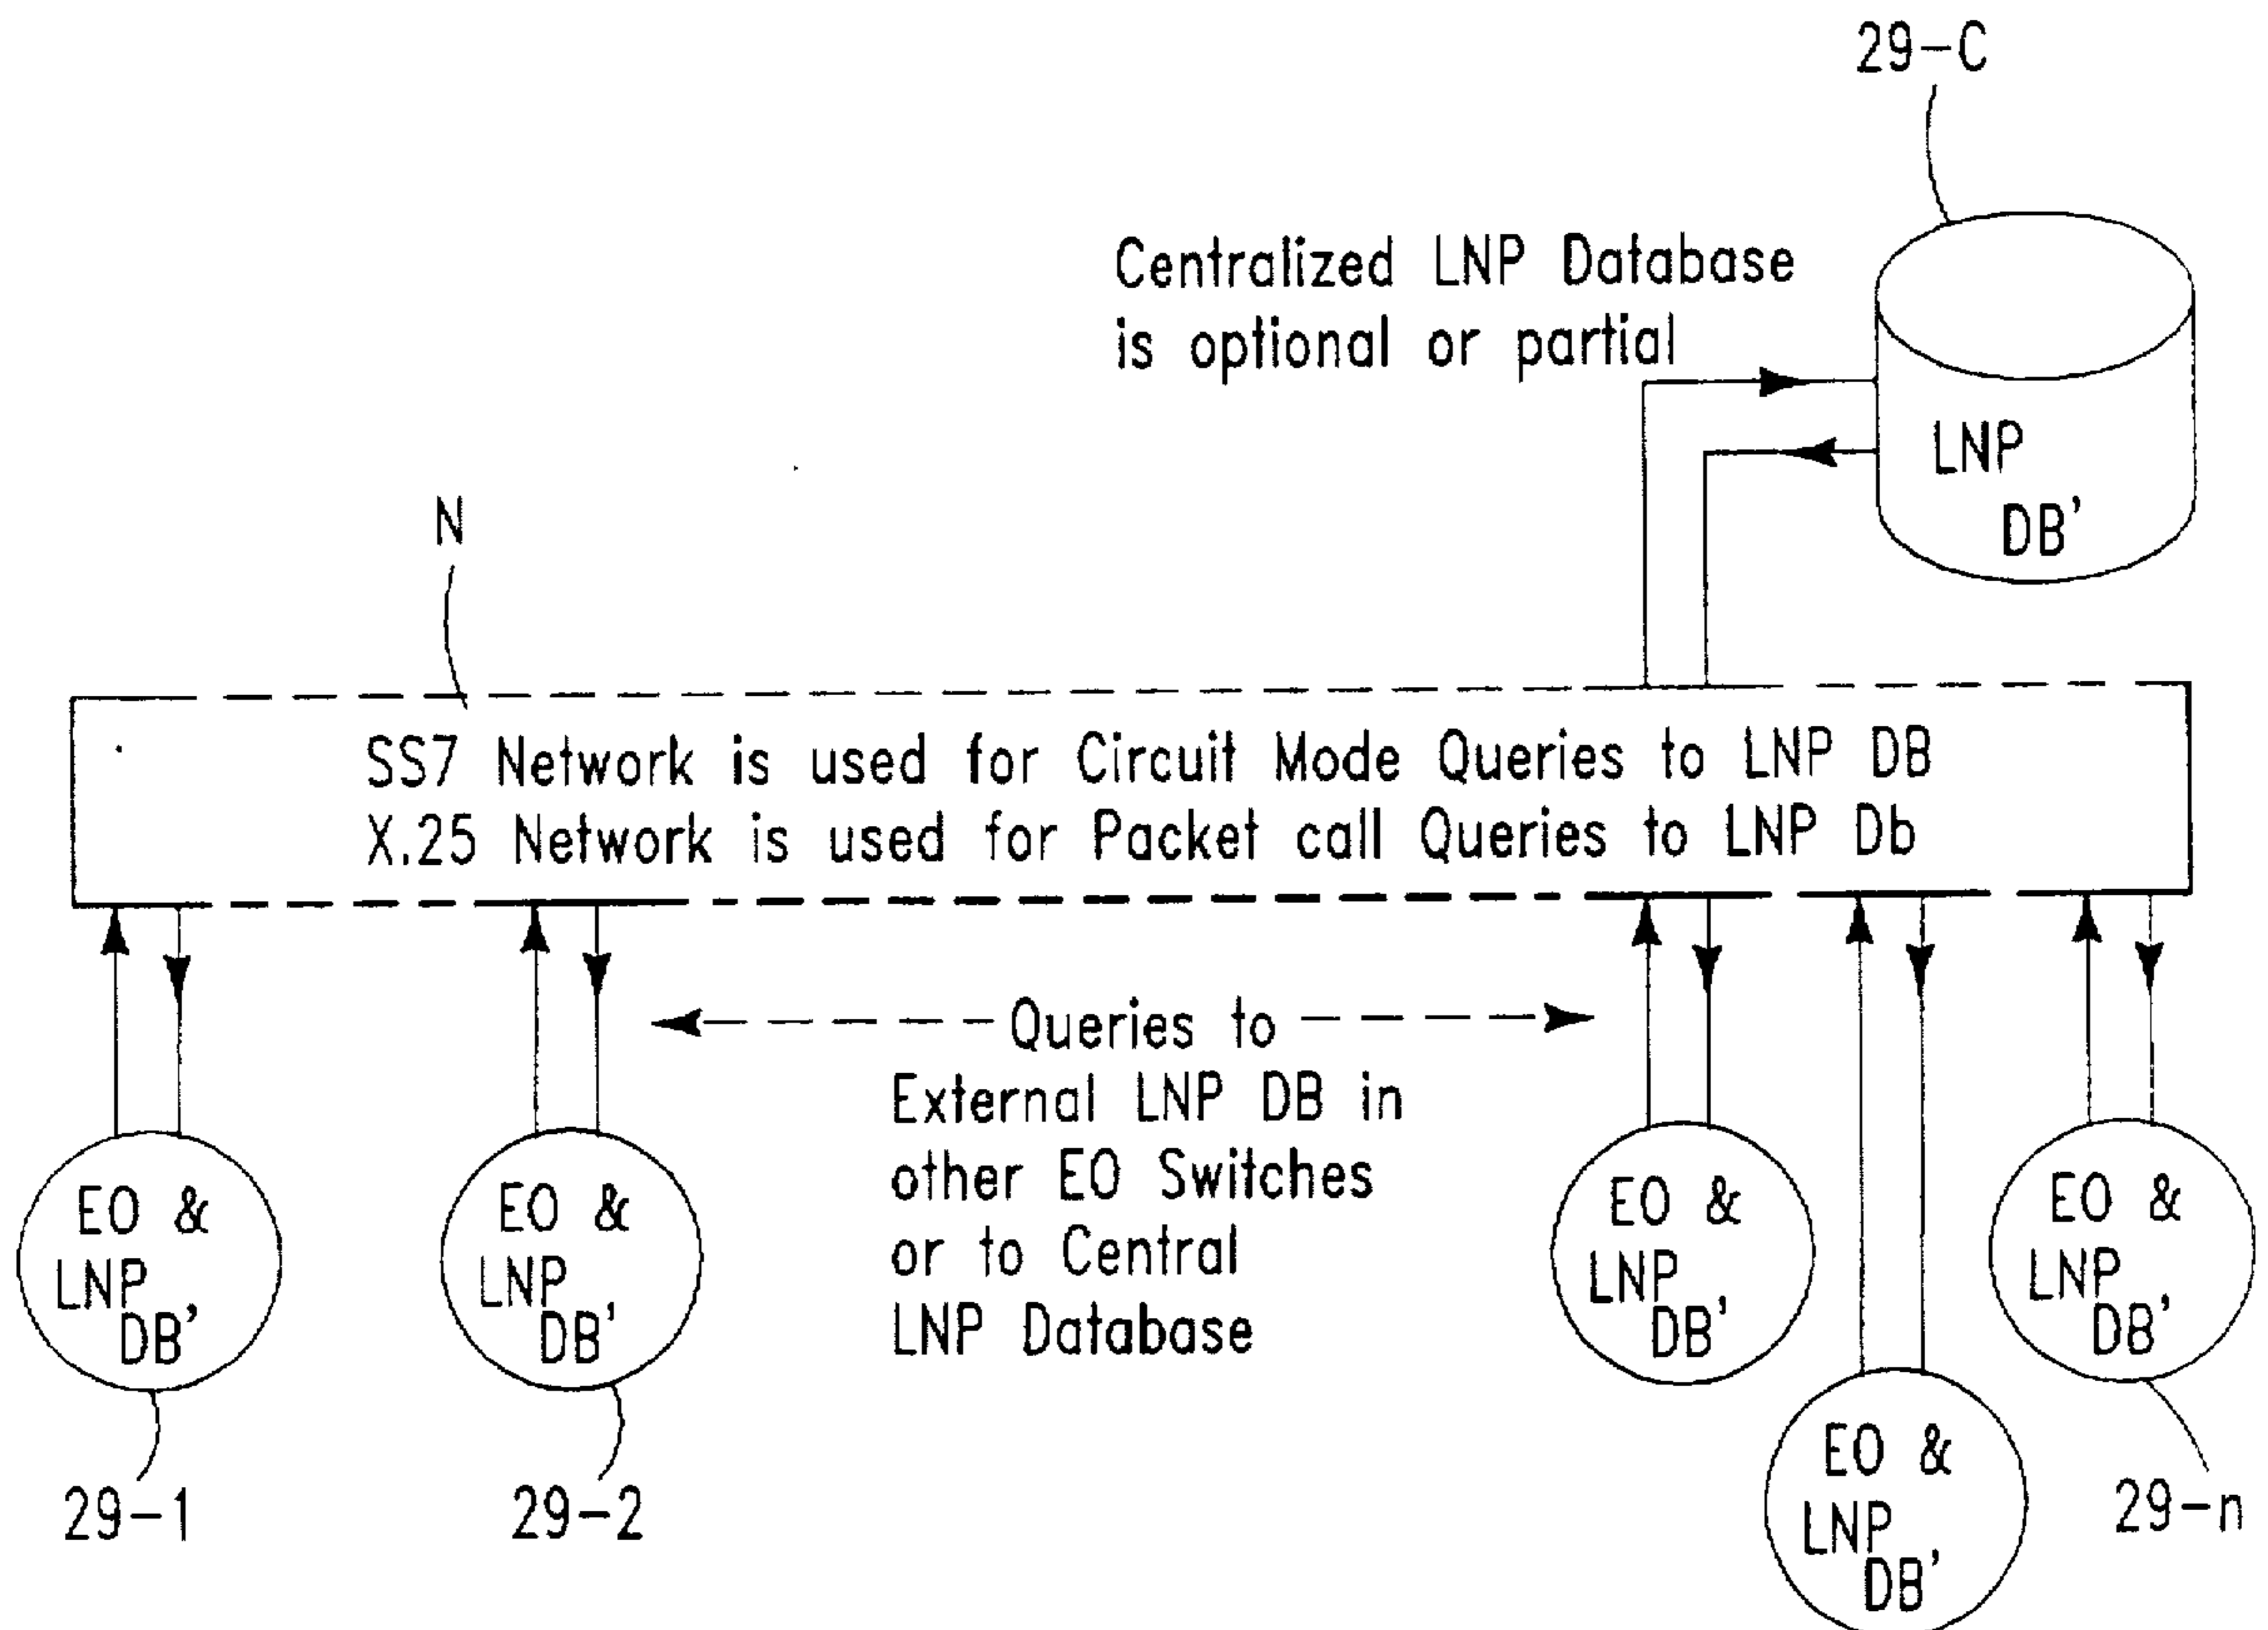 29-C
Centralized LNP Database
is optional or partial
LNP
DB'
N
SS7 Network is used for Circuit Mode Queries to LNP DB
X.25 Network is used for Packet call Queries to LNP Db
Queries to
External LNP DB in
other EO Switches
or to Central
LNP Database
EO &
LNP
DB'
29-1
EO &
LNP
DB'
29-2
EO &
LNP
DB'
EO &
LNP
DB'
EO &
LNP
DB'
29-n